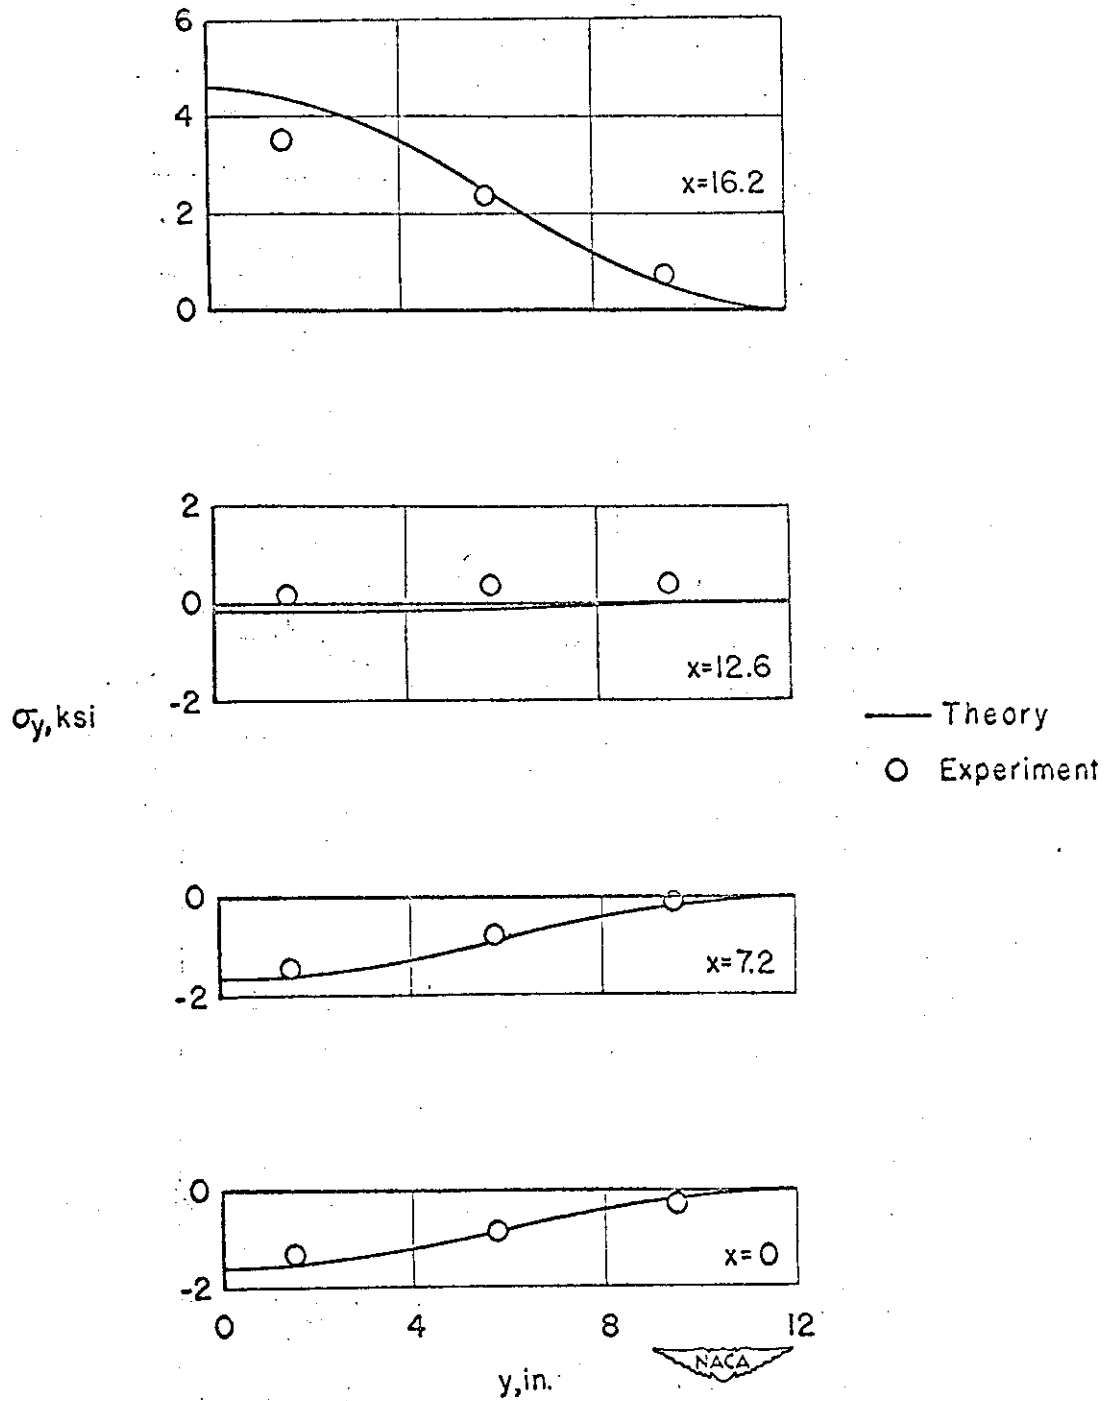 6
4
x=16.2
2
0
2
0
x=12.6
-2
σy, ksi
Theory
Experiment
0
x=7.2
-2
0
x=0
-2
0 4 8 12
NACA
y, in.